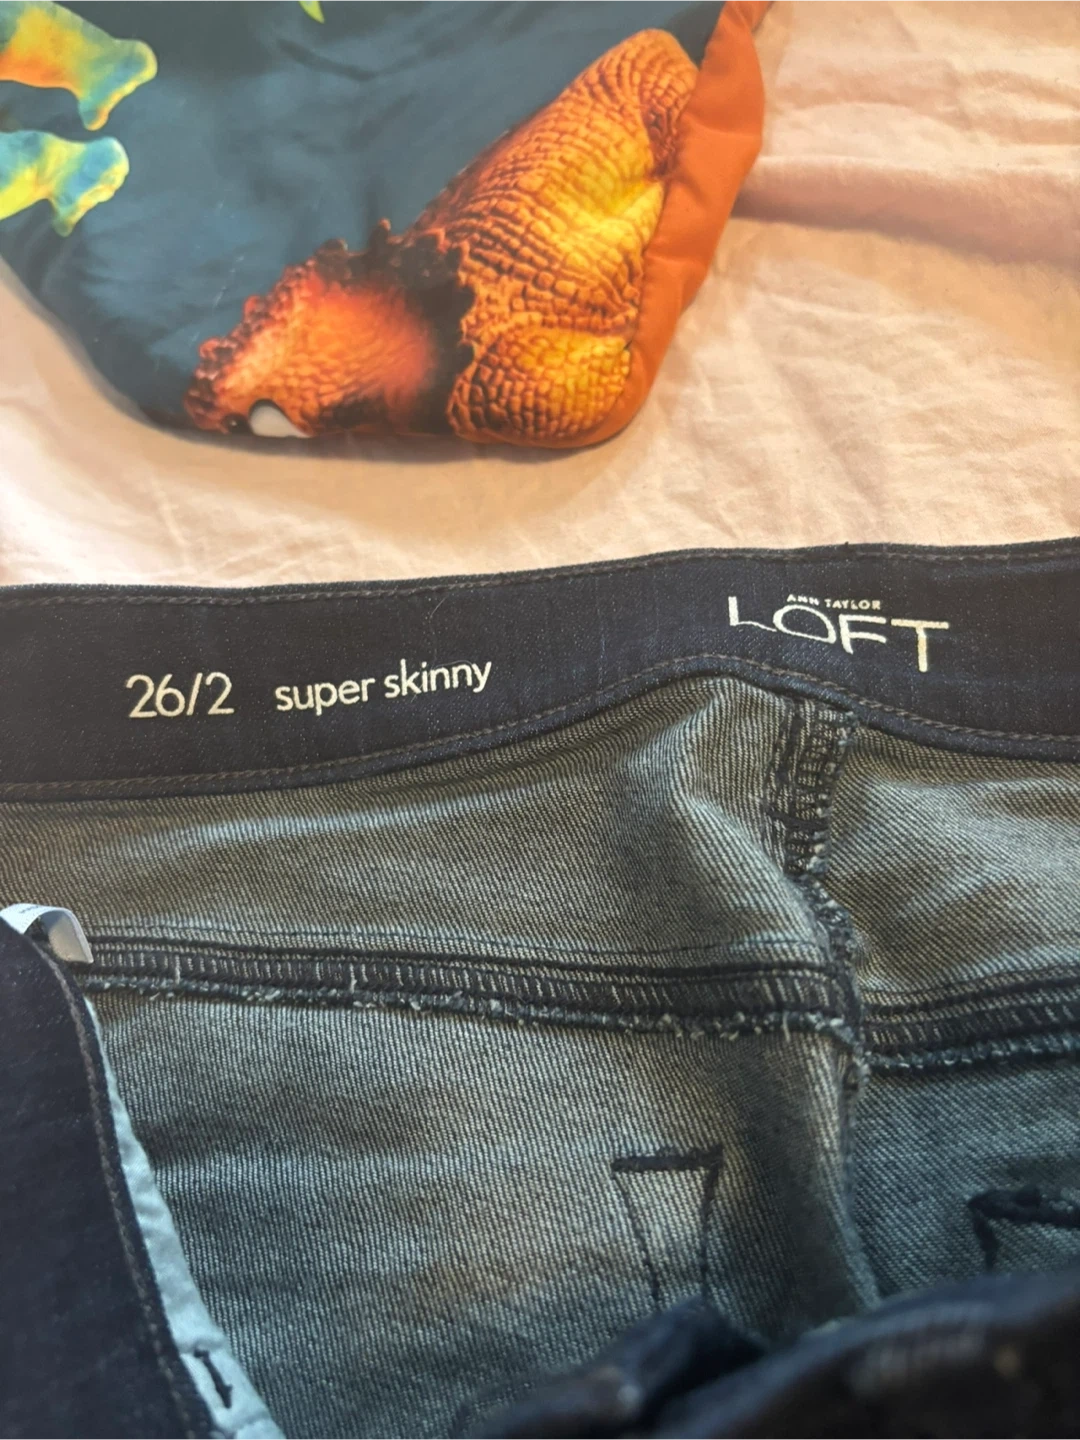 ANN TAYLOR
LOFT
26/2 super skinny